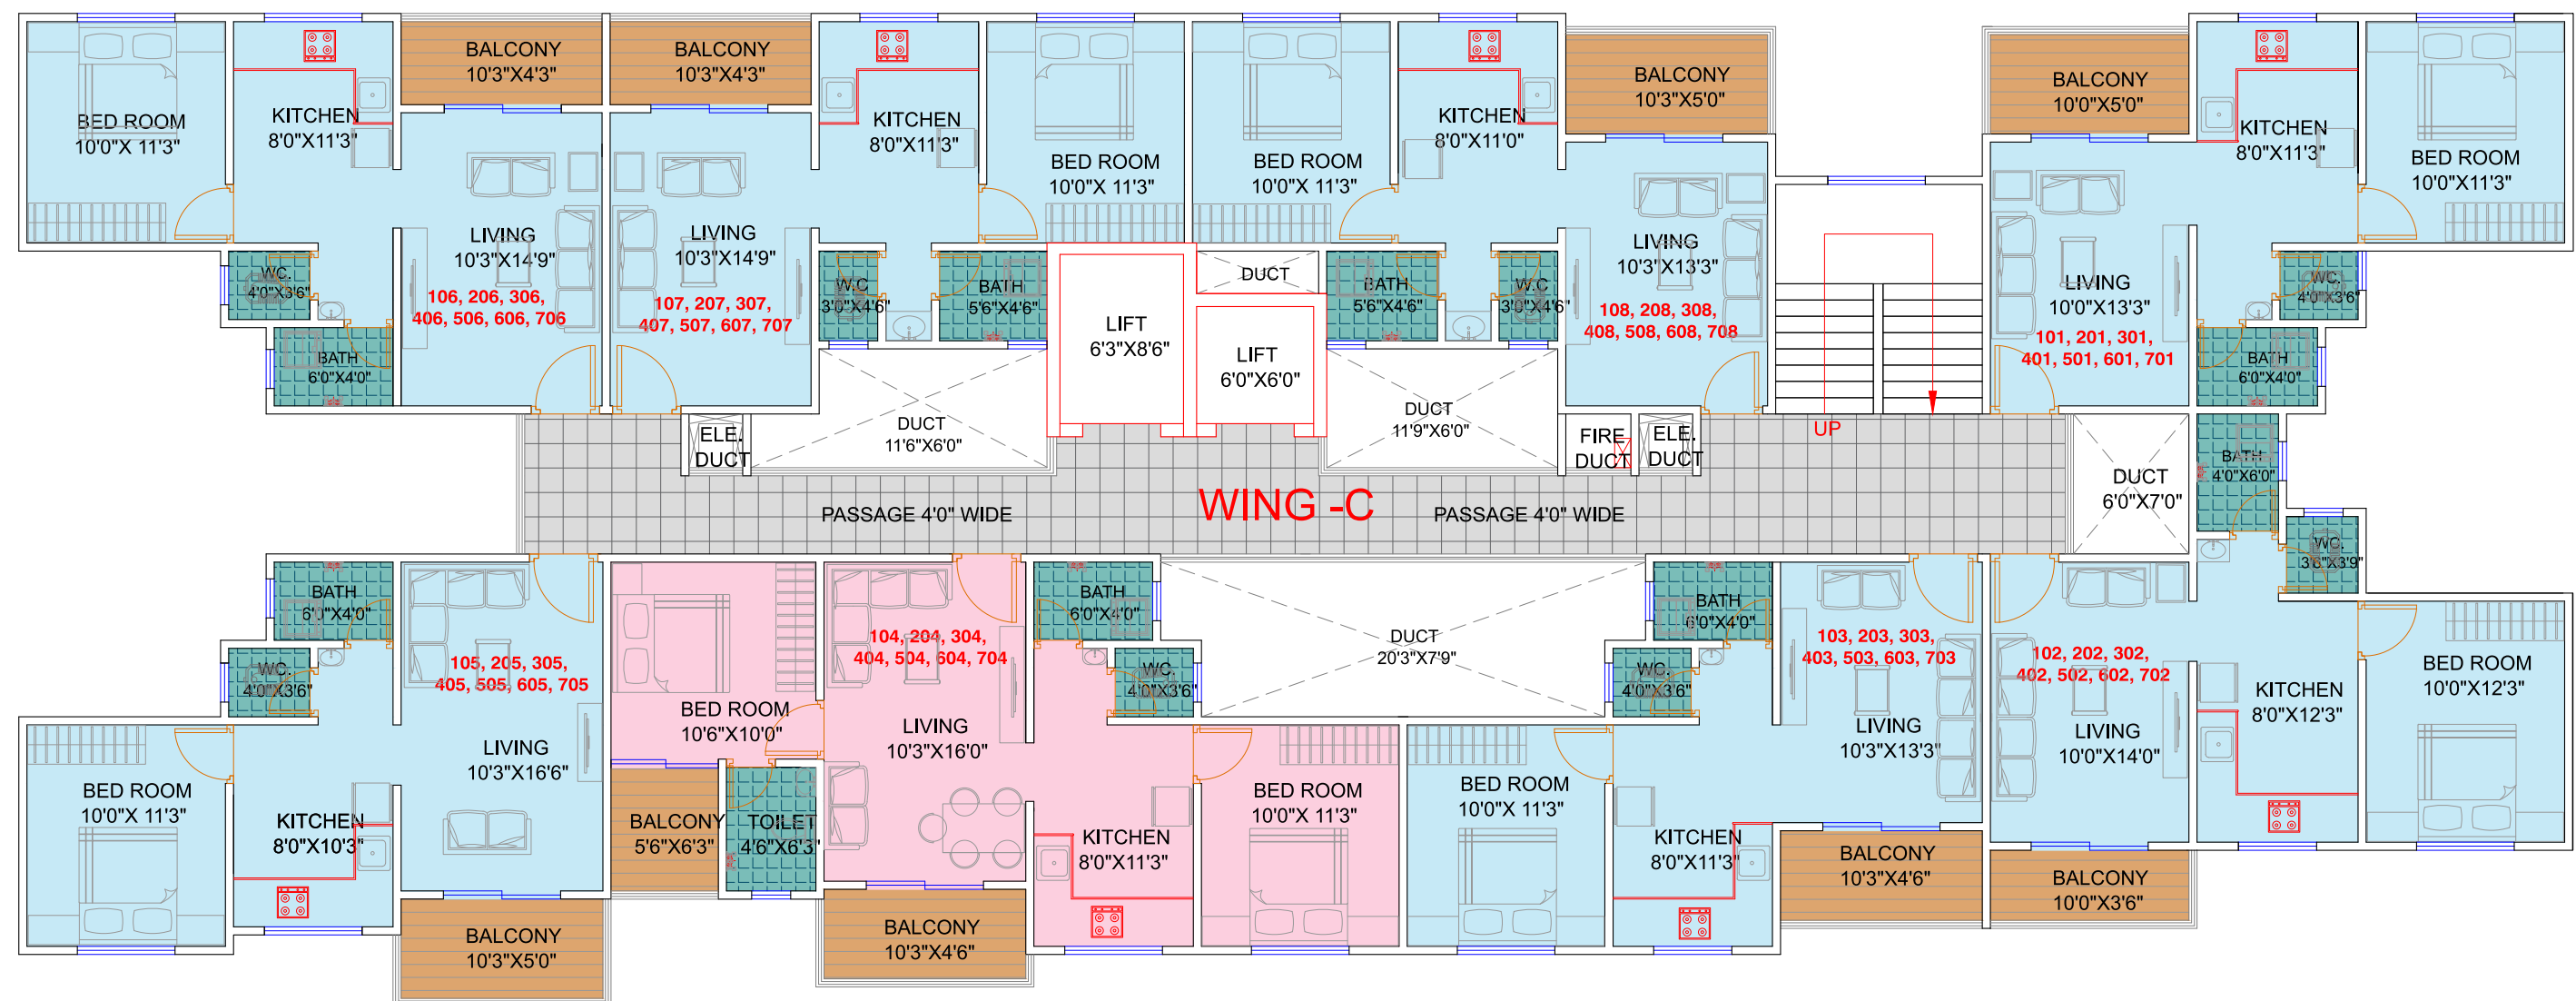 BED ROOM
10'0"X 11'3"
KITCHEN
8'0"X11'3"
BALCONY
10'3"X4'3"
LIVING
10'3"X14'9"
106, 206, 306,
406, 506, 606, 706
WC.
4'0"X3'6"
BATH
6'0"X4'0"
BALCONY
10'3"X4'3"
LIVING
10'3"X14'9"
107, 207, 307,
407, 507, 607, 707
KITCHEN
8'0"X11'3"
BED ROOM
10'0"X 11'3"
W.C
3'0"X4'6"
BATH
5'6"X4'6"
LIFT
6'3"X8'6"
DUCT
LIFT
6'0"X6'0"
BED ROOM
10'0"X 11'3"
KITCHEN
8'0"X11'0"
BALCONY
10'3"X5'0"
BATH
5'6"X4'6"
W.C
3'0"X4'6"
LIVING
10'3"X13'3"
108, 208, 308,
408, 508, 608, 708
BALCONY
10'0"X5'0"
KITCHEN
8'0"X11'3"
BED ROOM
10'0"X11'3"
LIVING
10'0"X13'3"
101, 201, 301,
401, 501, 601, 701
WC.
4'0"X3'6"
BATH
6'0"X4'0"
ELE.
DUCT
DUCT
11'6"X6'0"
DUCT
11'9"X6'0"
FIRE
DUCT
ELE.
DUCT
UP
DUCT
6'0"X7'0"
BATH
4'0"X6'0"
PASSAGE 4'0" WIDE
WING -C
PASSAGE 4'0" WIDE
WC.
3'6"X3'9"
BATH
6'0"X4'0"
WC.
4'0"X3'6"
105, 205, 305,
405, 505, 605, 705
LIVING
10'3"X16'6"
BED ROOM
10'0"X 11'3"
KITCHEN
8'0"X10'3"
BALCONY
10'3"X5'0"
BED ROOM
10'6"X10'0"
BALCONY
5'6"X6'3"
TOILET
4'6"X6'3"
104, 204, 304,
404, 504, 604, 704
LIVING
10'3"X16'0"
BALCONY
10'3"X4'6"
BATH
6'0"X4'0"
WC.
4'0"X3'6"
KITCHEN
8'0"X11'3"
BED ROOM
10'0"X 11'3"
DUCT
20'3"X7'9"
BED ROOM
10'0"X 11'3"
BATH
6'0"X4'0"
WC.
4'0"X3'6"
KITCHEN
8'0"X11'3"
103, 203, 303,
403, 503, 603, 703
LIVING
10'3"X13'3"
BALCONY
10'3"X4'6"
102, 202, 302,
402, 502, 602, 702
LIVING
10'0"X14'0"
BALCONY
10'0"X3'6"
KITCHEN
8'0"X12'3"
BED ROOM
10'0"X12'3"